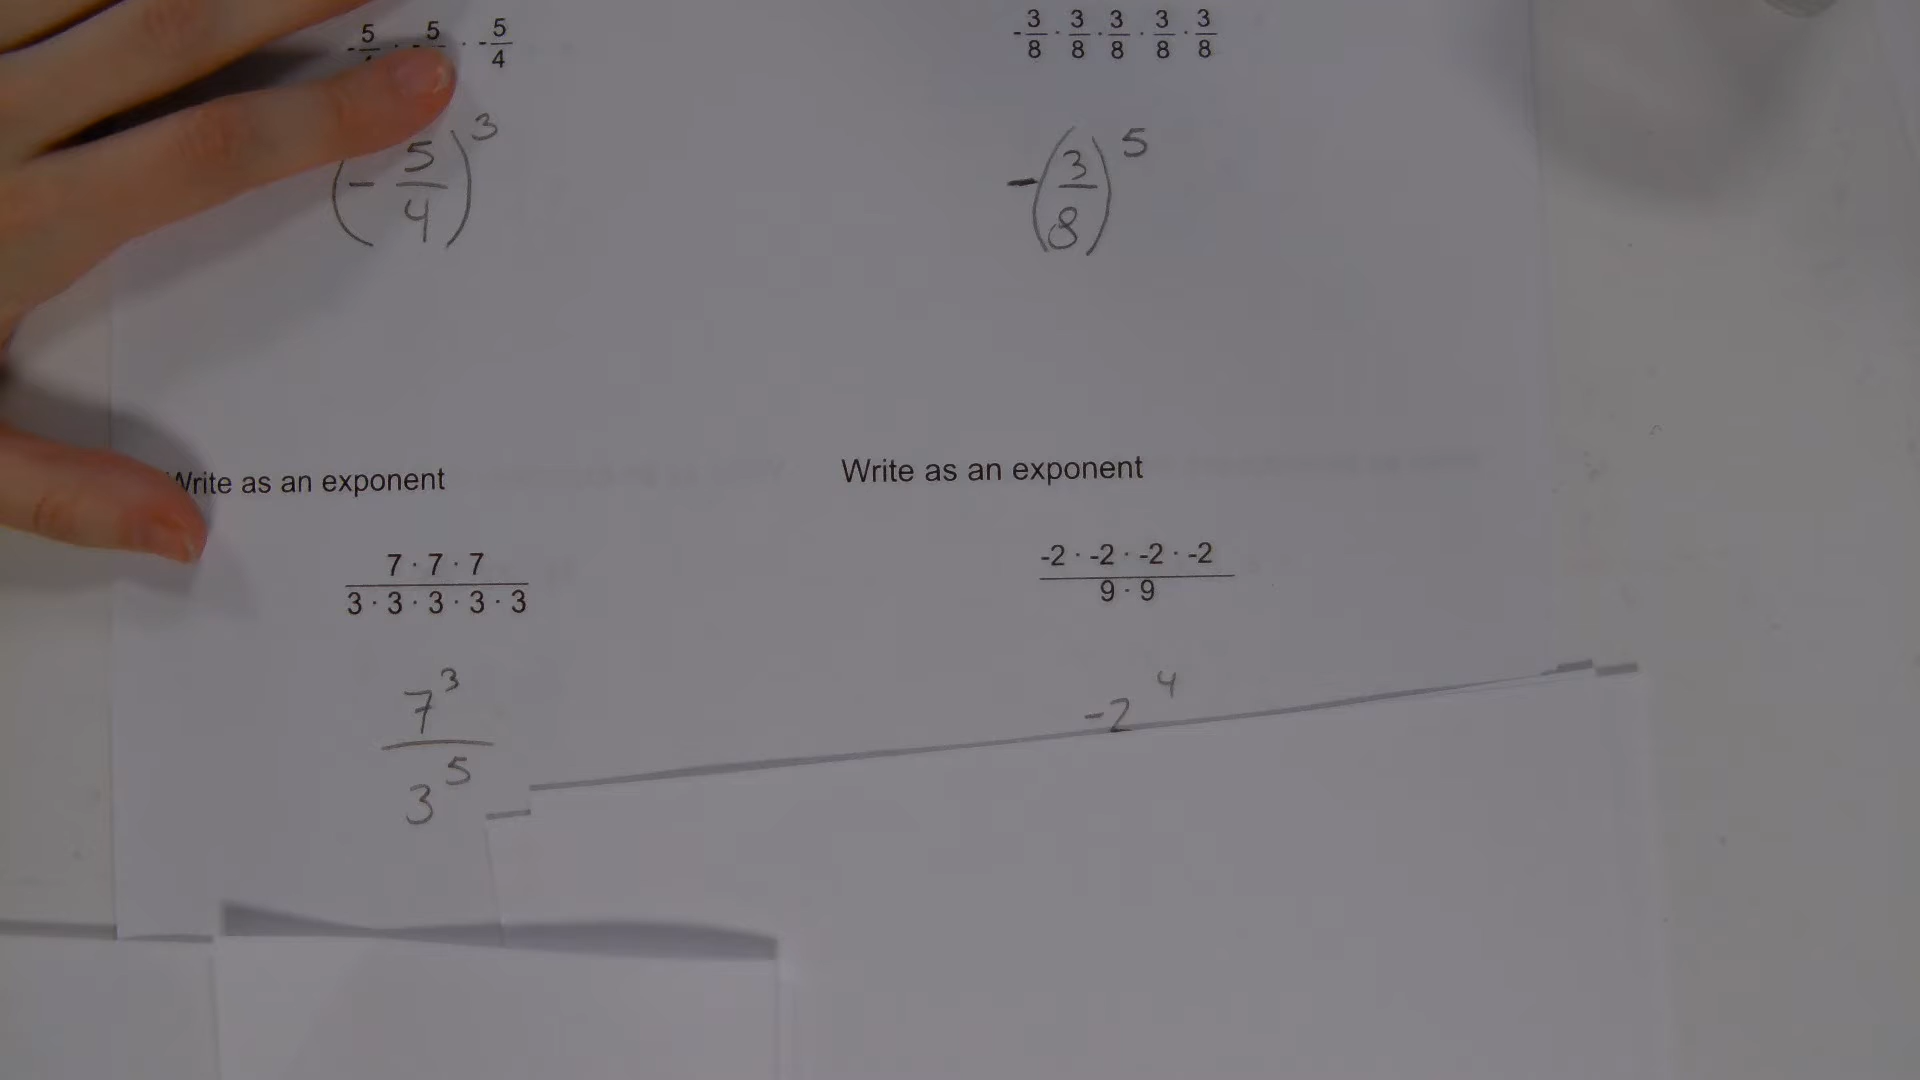 -5/4 · -5 · -5/4
-3/8 · 3/8 · 3/8 · 3/8 · 3/8
(-5/4)^3
-(3/8)^5
Write as an exponent
Write as an exponent
7 · 7 · 7
3 · 3 · 3 · 3 · 3
-2 · -2 · -2 · -2
9 · 9
7^3
3^5
-2^4